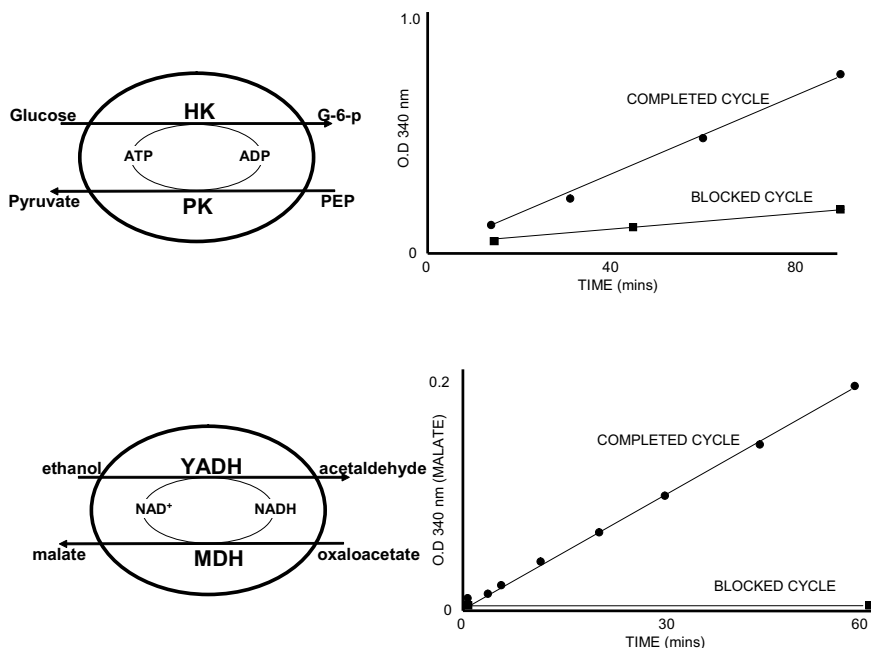 Glucose
HK
G-6-p
ATP
ADP
Pyruvate
PK
PEP
1.0
O.D 340 nm
COMPLETED CYCLE
BLOCKED CYCLE
0
0
40
80
TIME (mins)
ethanol
YADH
acetaldehyde
NAD⁺
NADH
malate
MDH
oxaloacetate
0.2
O.D 340 nm (MALATE)
COMPLETED CYCLE
BLOCKED CYCLE
0
0
30
60
TIME (mins)